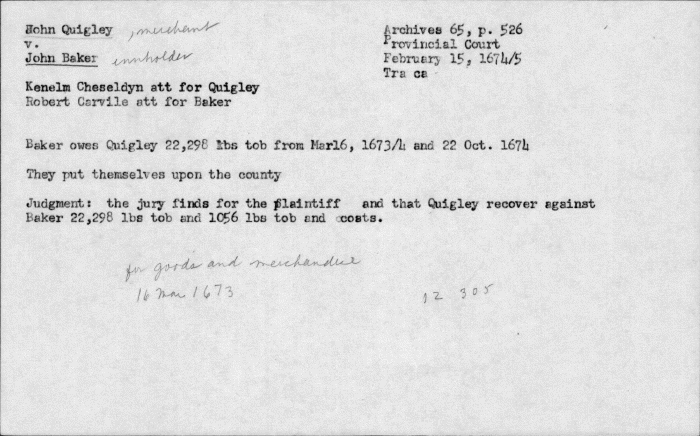 John Quigley , merchant
v.
John Baker innholder
Archives 65, p. 526
Provincial Court
February 15, 1674/5
Tra ca
Kenelm Cheseldyn att for Quigley
Robert Carvile att for Baker
Baker owes Quigley 22,298 lbs tob from Mar16, 1673/4 and 22 Oct. 1674
They put themselves upon the county
Judgment: the jury finds for the plaintiff and that Quigley recover against
Baker 22,298 lbs tob and 1056 lbs tob and costs.
for goods and merchandise
16 Mar 1673
12 305